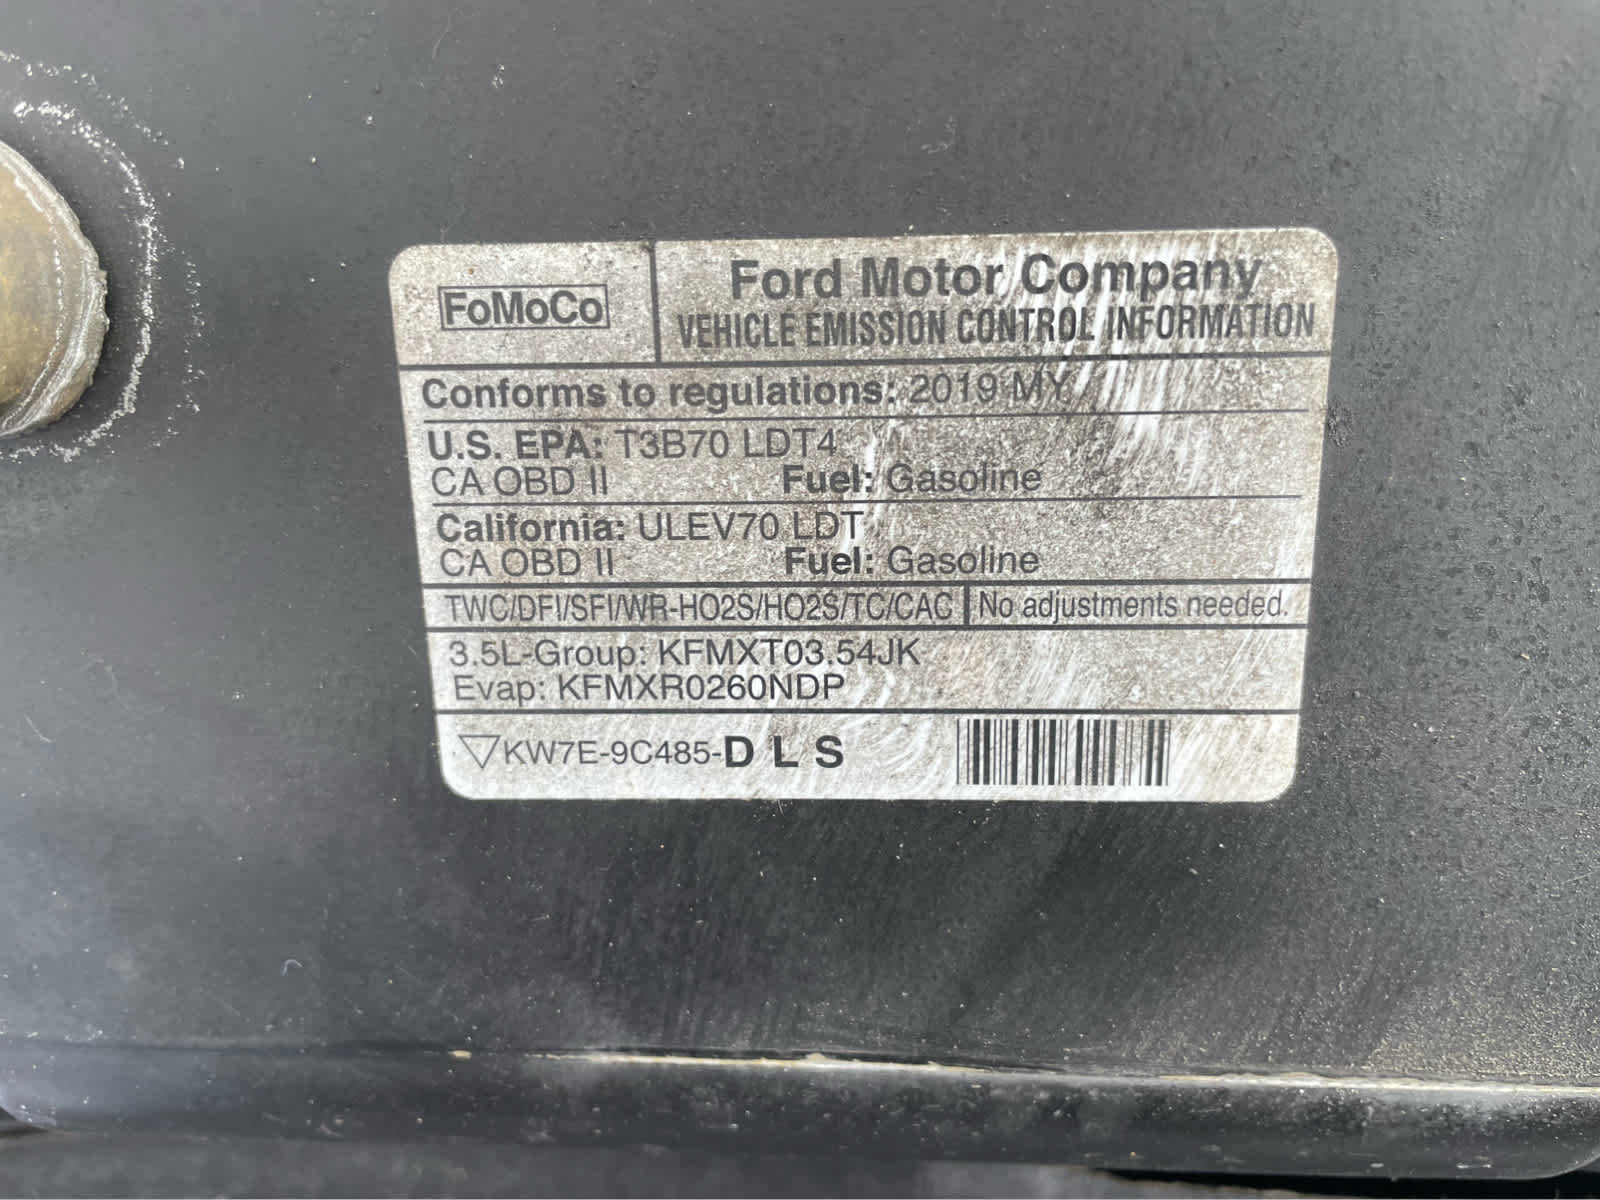 FoMoCo
Ford Motor Company
VEHICLE EMISSION CONTROL INFORMATION
Conforms to regulations: 2019 MY
U.S. EPA: T3B70 LDT4
CA OBD II Fuel: Gasoline
California: ULEV70 LDT
CA OBD II Fuel: Gasoline
TWC/DFI/SFI/WR-HO2S/HO2S/TC/CAC No adjustments needed.
3.5L-Group: KFMXT03.54JK
Evap: KFMXR0260NDP
KW7E-9C485-D L S